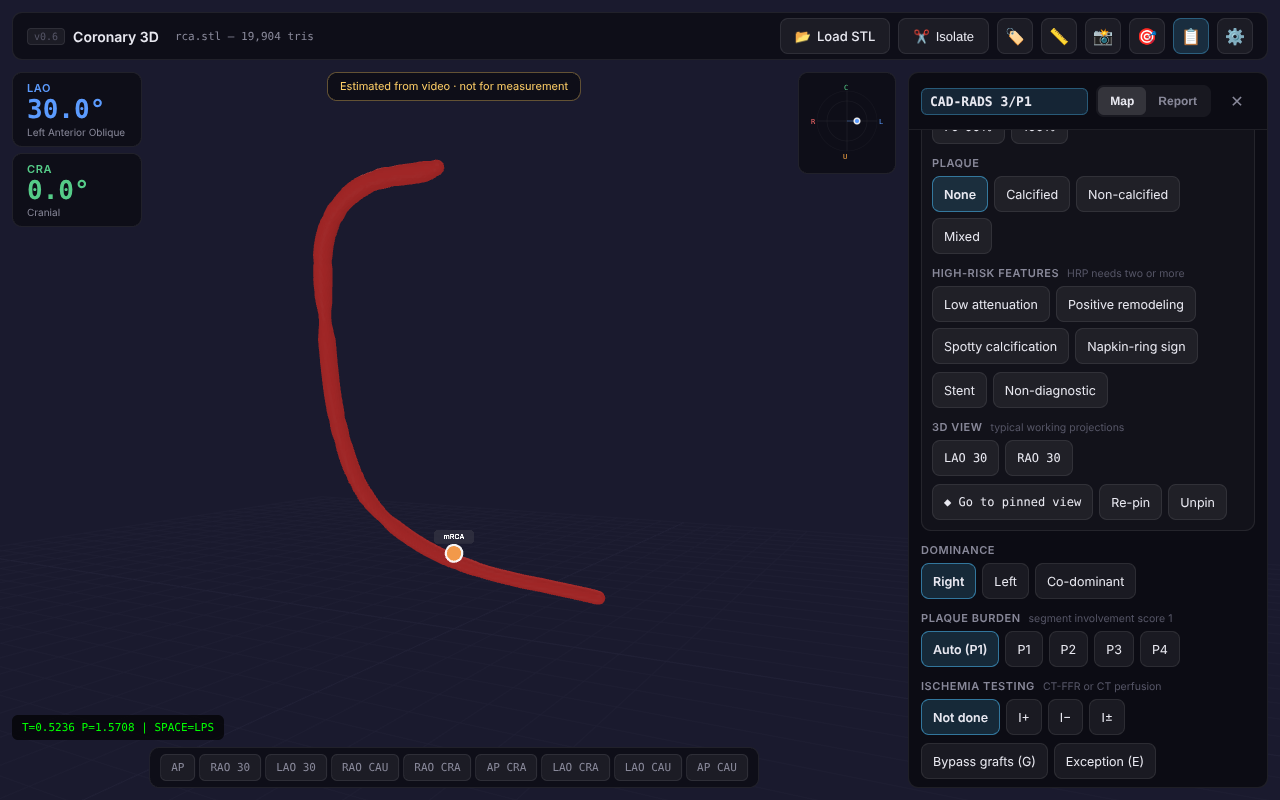 v0.6 Coronary 3D rca.stl — 19,904 tris
📂 Load STL
✂️ Isolate
LAO
30.0°
Left Anterior Oblique
CRA
0.0°
Cranial
Estimated from video · not for measurement
C
R
L
U
mRCA
T=0.5236 P=1.5708 | SPACE=LPS
AP RAO 30 LAO 30 RAO CAU RAO CRA AP CRA LAO CRA LAO CAU AP CAU
CAD-RADS 3/P1 Map Report ✕
PLAQUE
None Calcified Non-calcified
Mixed
HIGH-RISK FEATURES HRP needs two or more
Low attenuation Positive remodeling
Spotty calcification Napkin-ring sign
Stent Non-diagnostic
3D VIEW typical working projections
LAO 30 RAO 30
◆ Go to pinned view Re-pin Unpin
DOMINANCE
Right Left Co-dominant
PLAQUE BURDEN segment involvement score 1
Auto (P1) P1 P2 P3 P4
ISCHEMIA TESTING CT-FFR or CT perfusion
Not done I+ I− I±
Bypass grafts (G) Exception (E)